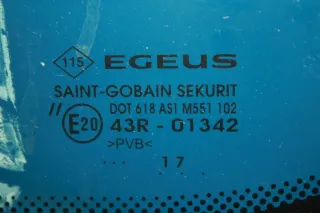 115 EGEUS
SAINT-GOBAIN SEKURIT
DOT 618 AS1 M551 102
E20 43R - 01342
>PVB<
... 17